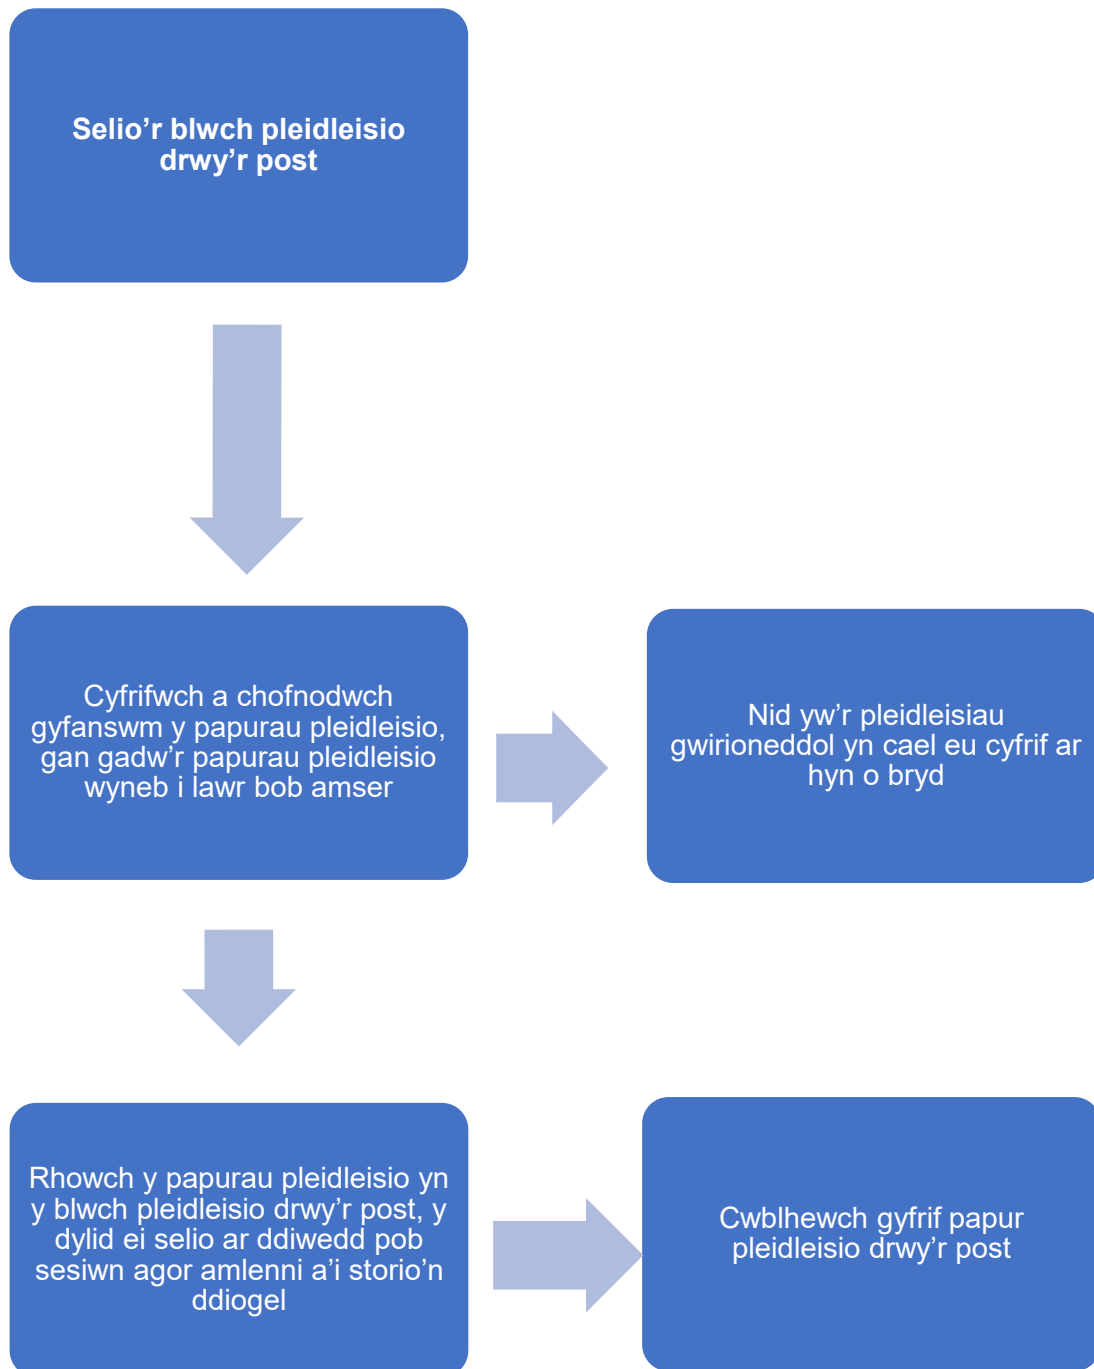 Selio’r blwch pleidleisio
drwy’r post
Cyfrifwch a chofnodwch
gyfanswm y papurau pleidleisio,
gan gadw’r papurau pleidleisio
wyneb i lawr bob amser
Nid yw’r pleidleisiau
gwirioneddol yn cael eu cyfrif ar
hyn o bryd
Rhowch y papurau pleidleisio yn
y blwch pleidleisio drwy’r post, y
dylid ei selio ar ddiwedd pob
sesiwn agor amlenni a’i storio’n
ddiogel
Cwblhewch gyfrif papur
pleidleisio drwy’r post